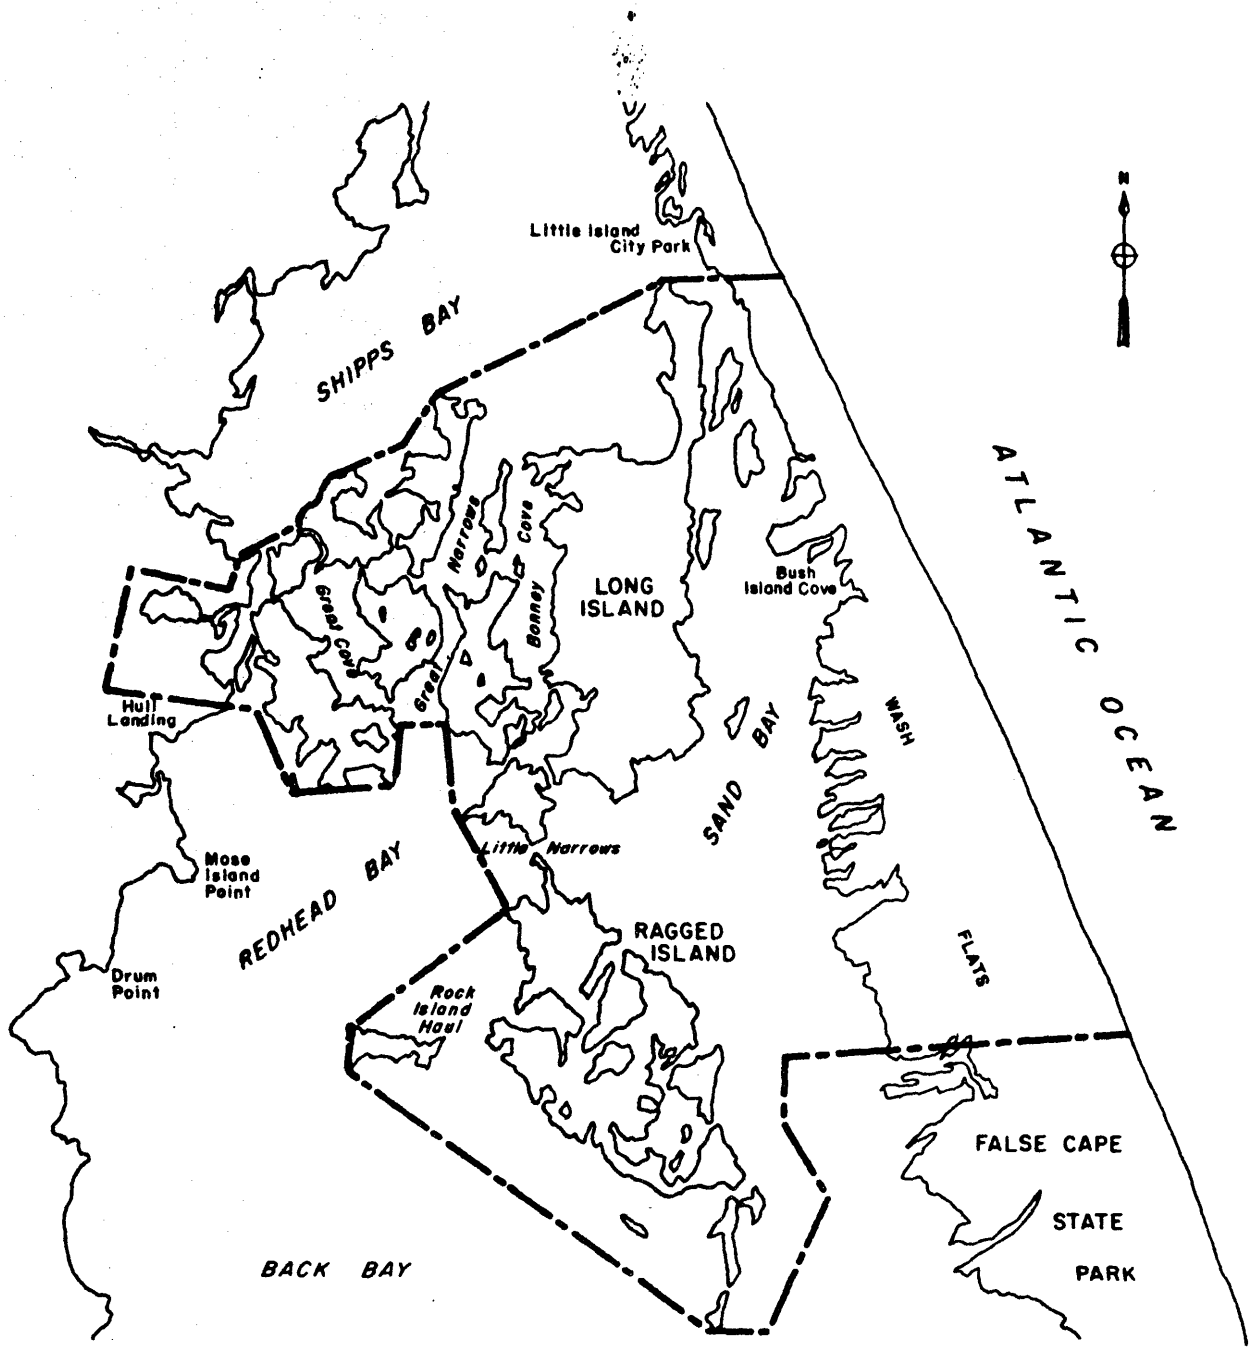 N
Little Island
City Park
SHIPPS BAY
ATLANTIC OCEAN
Narrows
Cove
Bonney
LONG
ISLAND
Bush
Island Cove
Great Cove
Great
Hull
Landing
WASH
SAND BAY
Little Narrows
Mose
Island
Point
REDHEAD BAY
RAGGED
ISLAND
FLATS
Drum
Point
Rock
Island
Haul
FALSE CAPE
STATE
PARK
BACK BAY